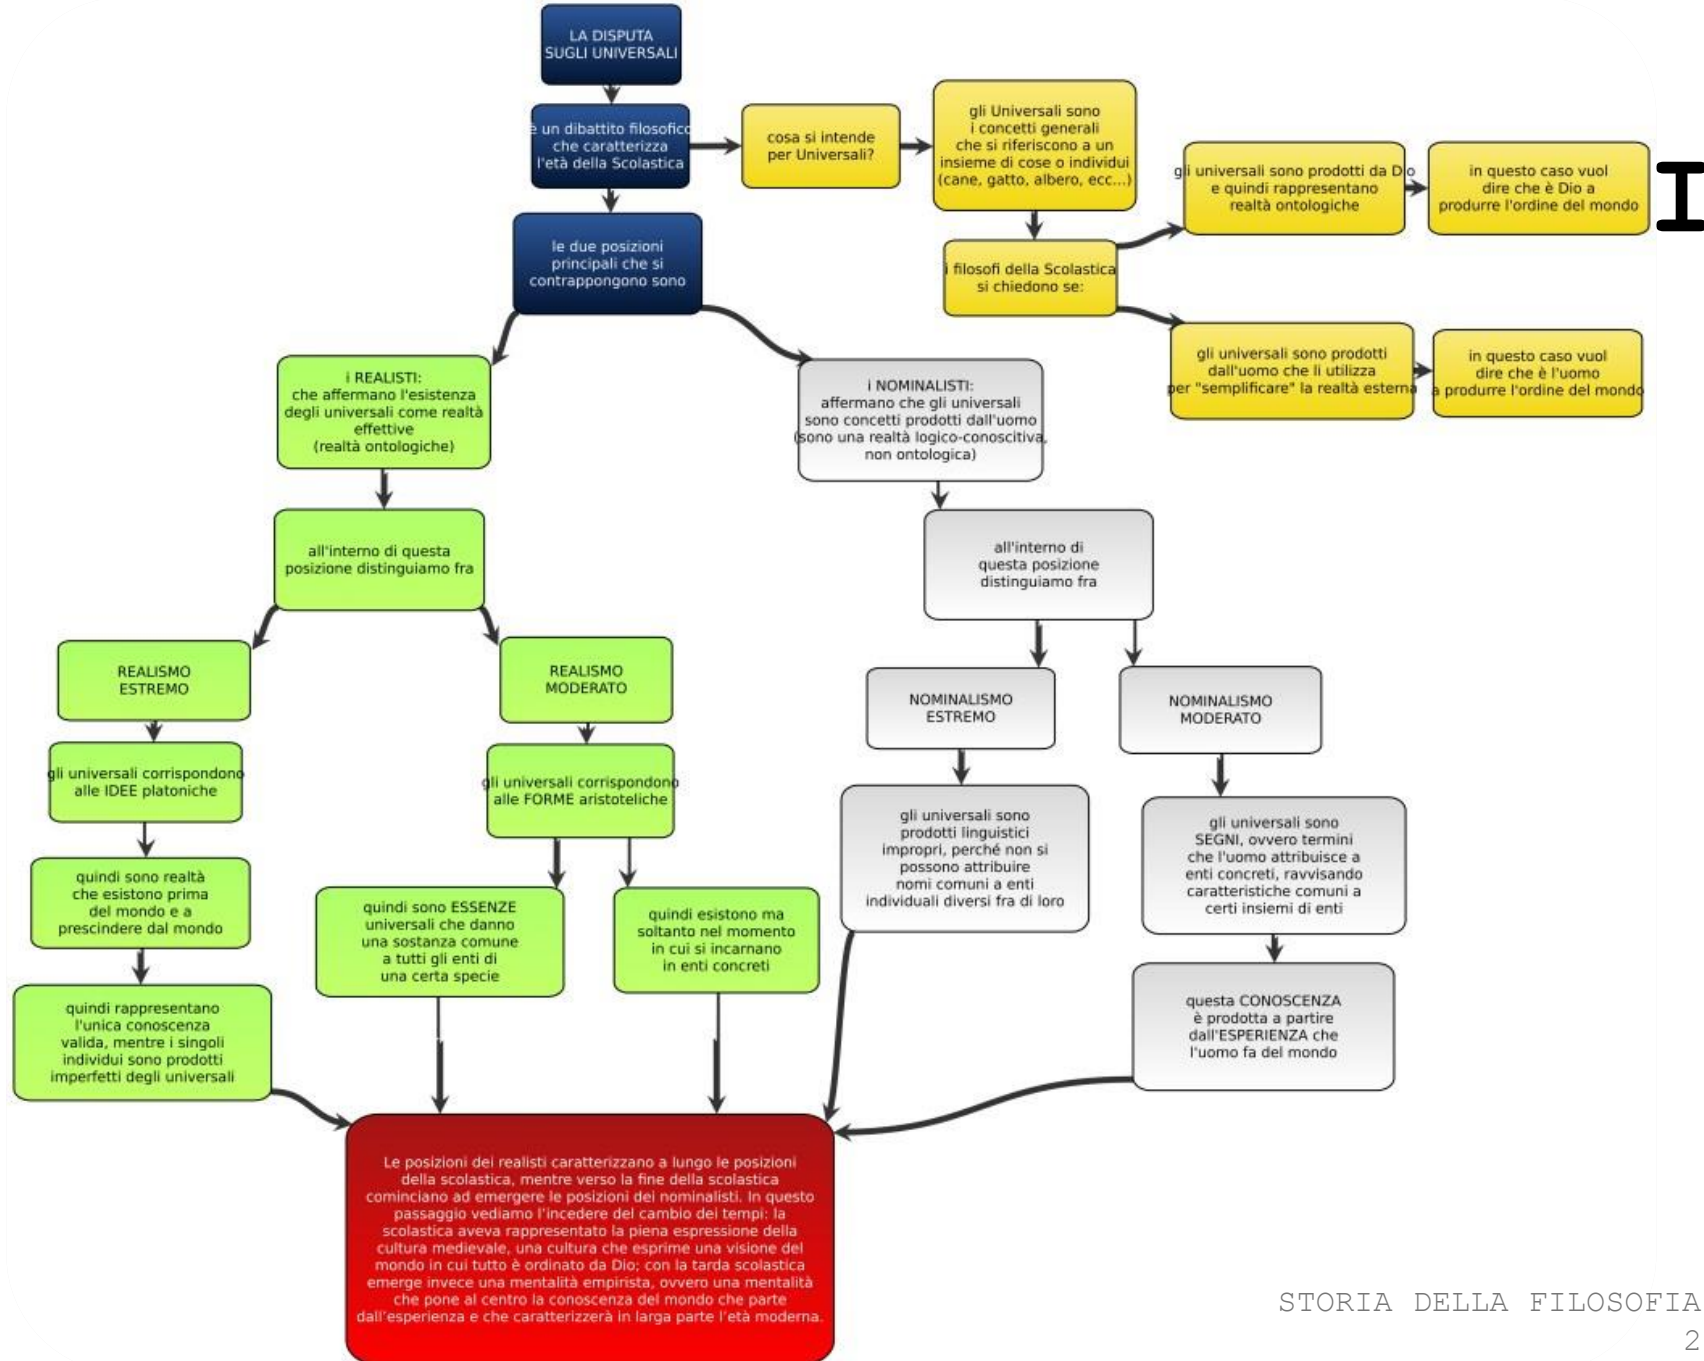 LA DISPUTA
SUGLI UNIVERSALI
è un dibattito filosofico
che caratterizza
l'età della Scolastica
cosa si intende
per Universali?
gli Universali sono
i concetti generali
che si riferiscono a un
insieme di cose o individui
(cane, gatto, albero, ecc...)
i filosofi della Scolastica
si chiedono se:
gli universali sono prodotti da Dio
e quindi rappresentano
realtà ontologiche
in questo caso vuol
dire che è Dio a
produrre l'ordine del mondo
I
gli universali sono prodotti
dall'uomo che li utilizza
per "semplificare" la realtà esterna
in questo caso vuol
dire che è l'uomo
a produrre l'ordine del mondo
le due posizioni
principali che si
contrappongono sono
i REALISTI:
che affermano l'esistenza
degli universali come realtà
effettive
(realtà ontologiche)
all'interno di questa
posizione distinguiamo fra
REALISMO
ESTREMO
gli universali corrispondono
alle IDEE platoniche
quindi sono realtà
che esistono prima
del mondo e a
prescindere dal mondo
quindi rappresentano
l'unica conoscenza
valida, mentre i singoli
individui sono prodotti
imperfetti degli universali
REALISMO
MODERATO
gli universali corrispondono
alle FORME aristoteliche
quindi sono ESSENZE
universali che danno
una sostanza comune
a tutti gli enti di
una certa specie
quindi esistono ma
soltanto nel momento
in cui si incarnano
in enti concreti
i NOMINALISTI:
affermano che gli universali
sono concetti prodotti dall'uomo
(sono una realtà logico-conoscitiva,
non ontologica)
all'interno di
questa posizione
distinguiamo fra
NOMINALISMO
ESTREMO
gli universali sono
prodotti linguistici
impropri, perché non si
possono attribuire
nomi comuni a enti
individuali diversi fra di loro
NOMINALISMO
MODERATO
gli universali sono
SEGNI, ovvero termini
che l'uomo attribuisce a
enti concreti, ravvisando
caratteristiche comuni a
certi insiemi di enti
questa CONOSCENZA
è prodotta a partire
dall'ESPERIENZA che
l'uomo fa del mondo
Le posizioni dei realisti caratterizzano a lungo le posizioni
della scolastica, mentre verso la fine della scolastica
cominciano ad emergere le posizioni dei nominalisti. In questo
passaggio vediamo l'incedere del cambio dei tempi: la
scolastica aveva rappresentato la piena espressione della
cultura medievale, una cultura che esprime una visione del
mondo in cui tutto è ordinato da Dio; con la tarda scolastica
emerge invece una mentalità empirista, ovvero una mentalità
che pone al centro la conoscenza del mondo che parte
dall'esperienza e che caratterizzerà in larga parte l'età moderna.
STORIA DELLA FILOSOFIA
2